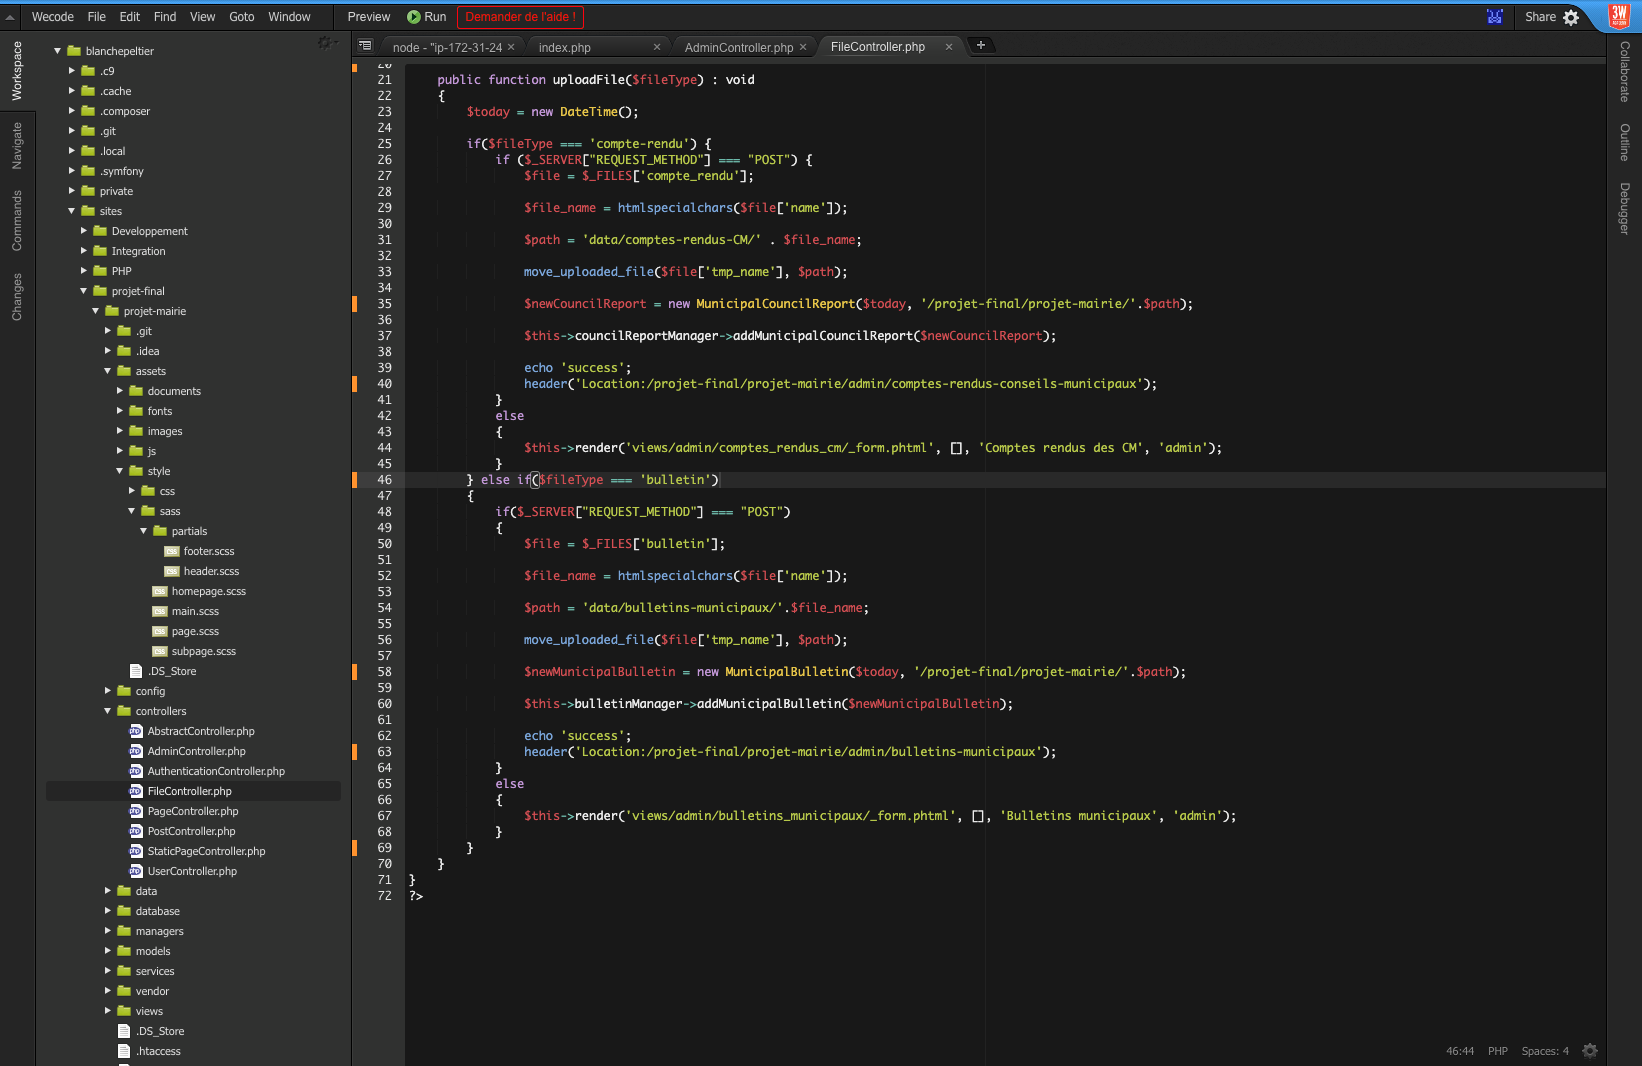 Wecode File Edit Find View Goto Window Preview Run Demander de l'aide ! Share 3W
node - "ip-172-31-24 × index.php × AdminController.php × FileController.php × +
Workspace
Navigate
Commands
Changes
blanchepeltier
.c9
.cache
.composer
.git
.local
.symfony
private
sites
Developpement
Integration
PHP
projet-final
projet-mairie
.git
.idea
assets
documents
fonts
images
js
style
css
sass
partials
footer.scss
header.scss
homepage.scss
main.scss
page.scss
subpage.scss
.DS_Store
config
controllers
AbstractController.php
AdminController.php
AuthenticationController.php
FileController.php
PageController.php
PostController.php
StaticPageController.php
UserController.php
data
database
managers
models
services
vendor
views
.DS_Store
.htaccess
20
21 public function uploadFile($fileType) : void
22 {
23 $today = new DateTime();
24
25 if($fileType === 'compte-rendu') {
26 if ($_SERVER["REQUEST_METHOD"] === "POST") {
27 $file = $_FILES['compte_rendu'];
28
29 $file_name = htmlspecialchars($file['name']);
30
31 $path = 'data/comptes-rendus-CM/' . $file_name;
32
33 move_uploaded_file($file['tmp_name'], $path);
34
35 $newCouncilReport = new MunicipalCouncilReport($today, '/projet-final/projet-mairie/'.$path);
36
37 $this->councilReportManager->addMunicipalCouncilReport($newCouncilReport);
38
39 echo 'success';
40 header('Location:/projet-final/projet-mairie/admin/comptes-rendus-conseils-municipaux');
41 }
42 else
43 {
44 $this->render('views/admin/comptes_rendus_cm/_form.phtml', [], 'Comptes rendus des CM', 'admin');
45 }
46 } else if($fileType === 'bulletin')
47 {
48 if($_SERVER["REQUEST_METHOD"] === "POST")
49 {
50 $file = $_FILES['bulletin'];
51
52 $file_name = htmlspecialchars($file['name']);
53
54 $path = 'data/bulletins-municipaux/'.$file_name;
55
56 move_uploaded_file($file['tmp_name'], $path);
57
58 $newMunicipalBulletin = new MunicipalBulletin($today, '/projet-final/projet-mairie/'.$path);
59
60 $this->bulletinManager->addMunicipalBulletin($newMunicipalBulletin);
61
62 echo 'success';
63 header('Location:/projet-final/projet-mairie/admin/bulletins-municipaux');
64 }
65 else
66 {
67 $this->render('views/admin/bulletins_municipaux/_form.phtml', [], 'Bulletins municipaux', 'admin');
68 }
69 }
70 }
71 }
72 ?>
Collaborate
Outline
Debugger
46:44 PHP Spaces: 4